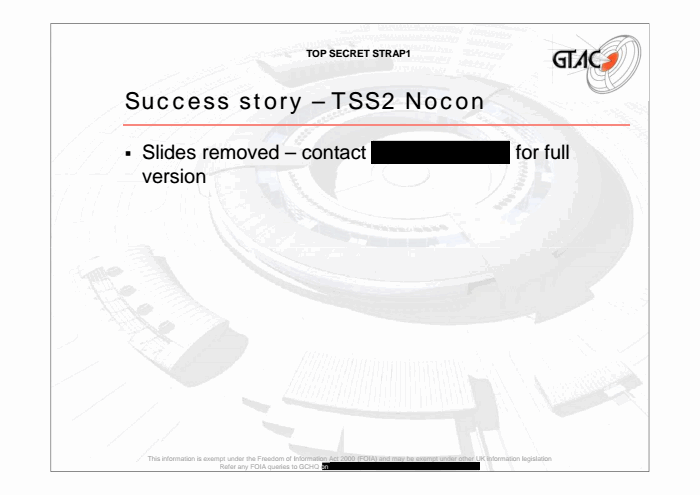 TOP SECRET STRAP1
GTAC
Success story – TSS2 Nocon
▪ Slides removed – contact for full
version
This information is exempt under the Freedom of Information Act 2000 (FOIA) and may be exempt under other UK information legislation
Refer any FOIA queries to GCHQ on